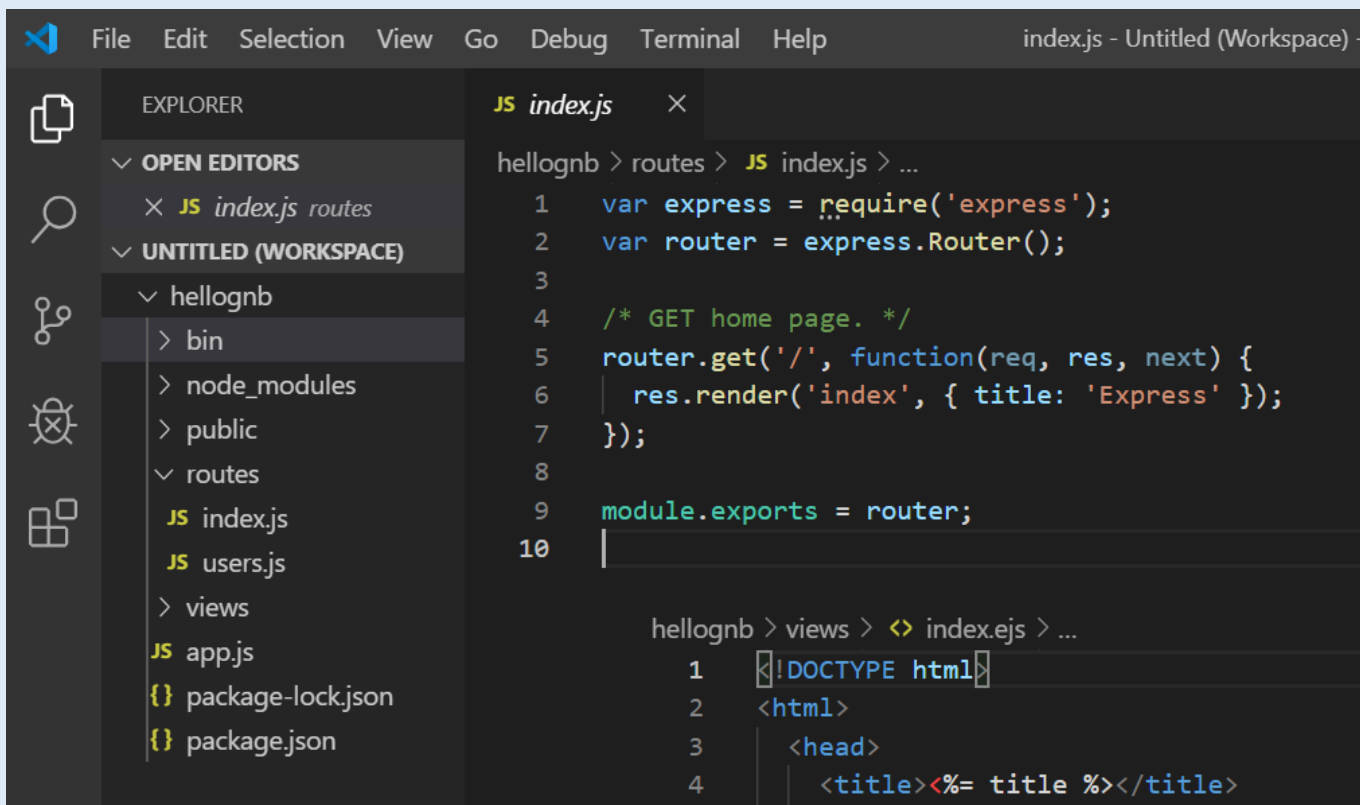 File Edit Selection View Go Debug Terminal Help index.js - Untitled (Workspace) -
EXPLORER
OPEN EDITORS
JS index.js routes
UNTITLED (WORKSPACE)
hellognb
bin
node_modules
public
routes
JS index.js
JS users.js
views
JS app.js
{} package-lock.json
{} package.json
JS index.js
hellognb > routes > JS index.js > ...
1 var express = require('express');
2 var router = express.Router();
3
4 /* GET home page. */
5 router.get('/', function(req, res, next) {
6 res.render('index', { title: 'Express' });
7 });
8
9 module.exports = router;
10
hellognb > views > <> index.ejs > ...
1 <!DOCTYPE html>
2 <html>
3 <head>
4 <title><%= title %></title>